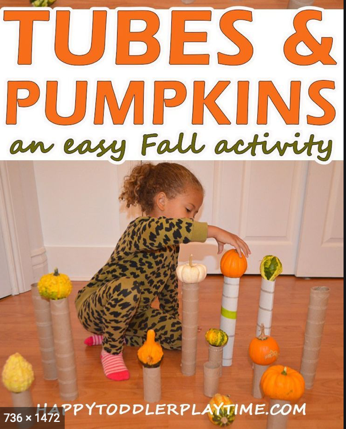 TUBES &
PUMPKINS
an easy Fall activity
HAPPYTODDLERPLAYTIME.COM
736 × 1472